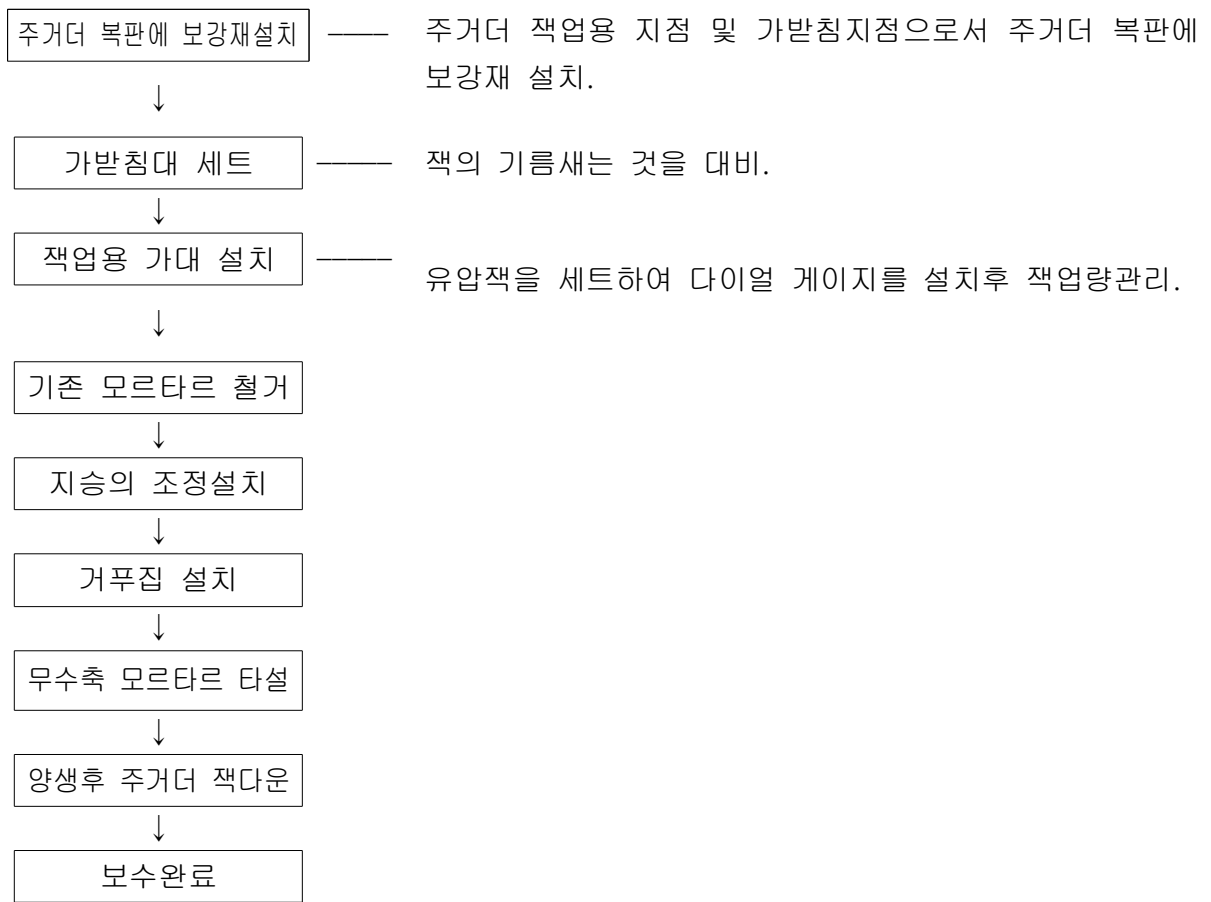 주거더 복판에 보강재설치 ──── 주거더 잭업용 지점 및 가받침지점으로서 주거더 복판에
보강재 설치.
↓
가받침대 세트 ───── 잭의 기름새는 것을 대비.
↓
잭업용 가대 설치 ─────
유압잭을 세트하여 다이얼 게이지를 설치후 잭업량관리.
↓
기존 모르타르 철거
↓
지승의 조정설치
↓
거푸집 설치
↓
무수축 모르타르 타설
↓
양생후 주거더 잭다운
↓
보수완료